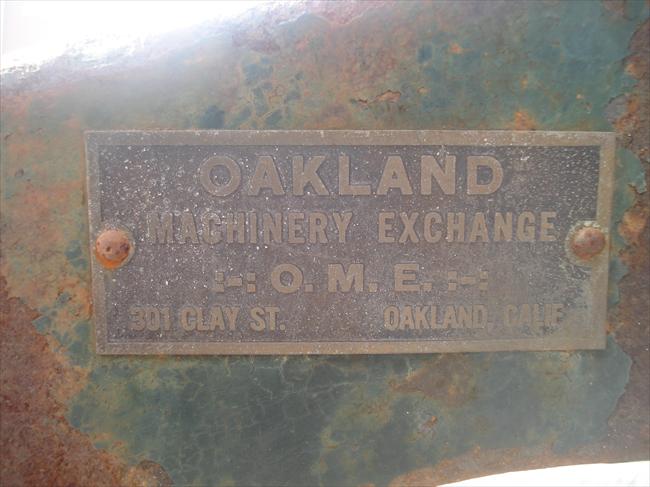 OAKLAND
MACHINERY EXCHANGE
:-: O. M. E. :-:
301 CLAY ST. OAKLAND, CALIF